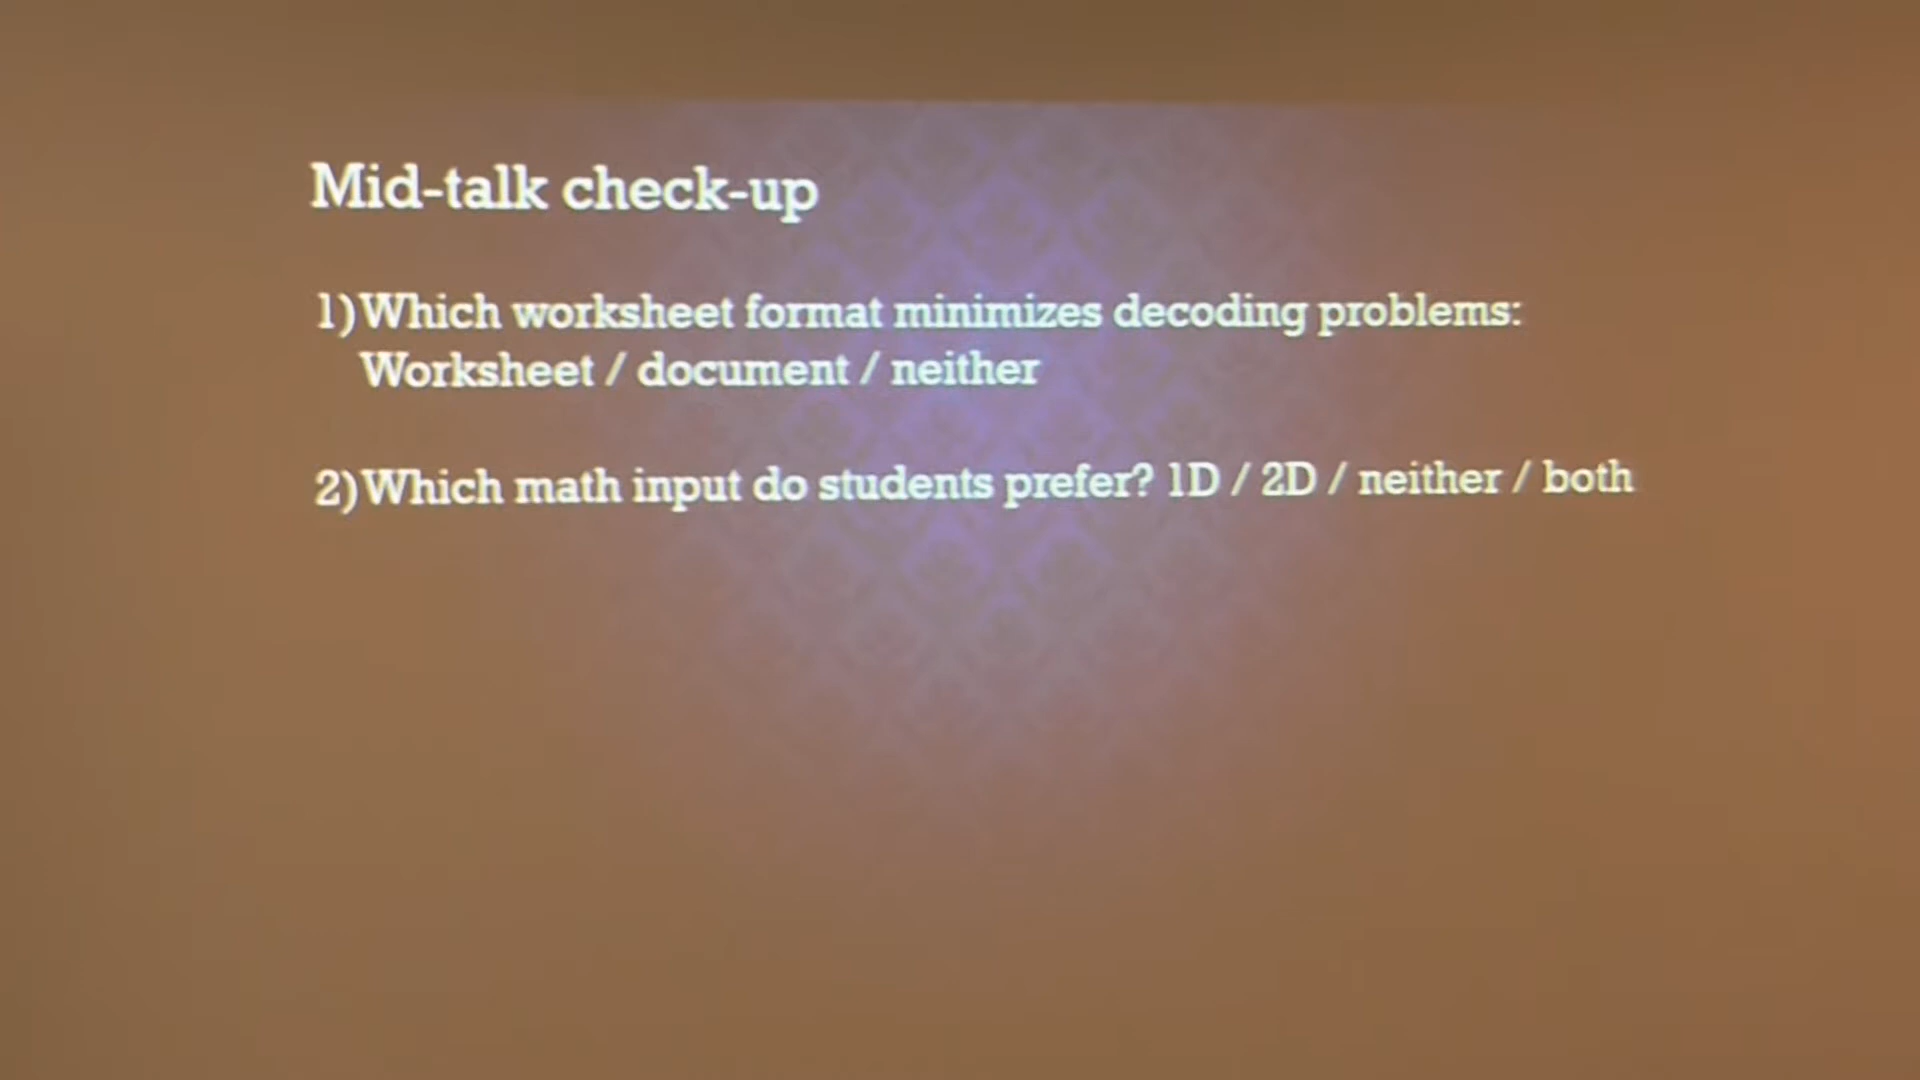 Mid-talk check-up
1) Which worksheet format minimizes decoding problems:
Worksheet / document / neither
2) Which math input do students prefer? 1D / 2D / neither / both